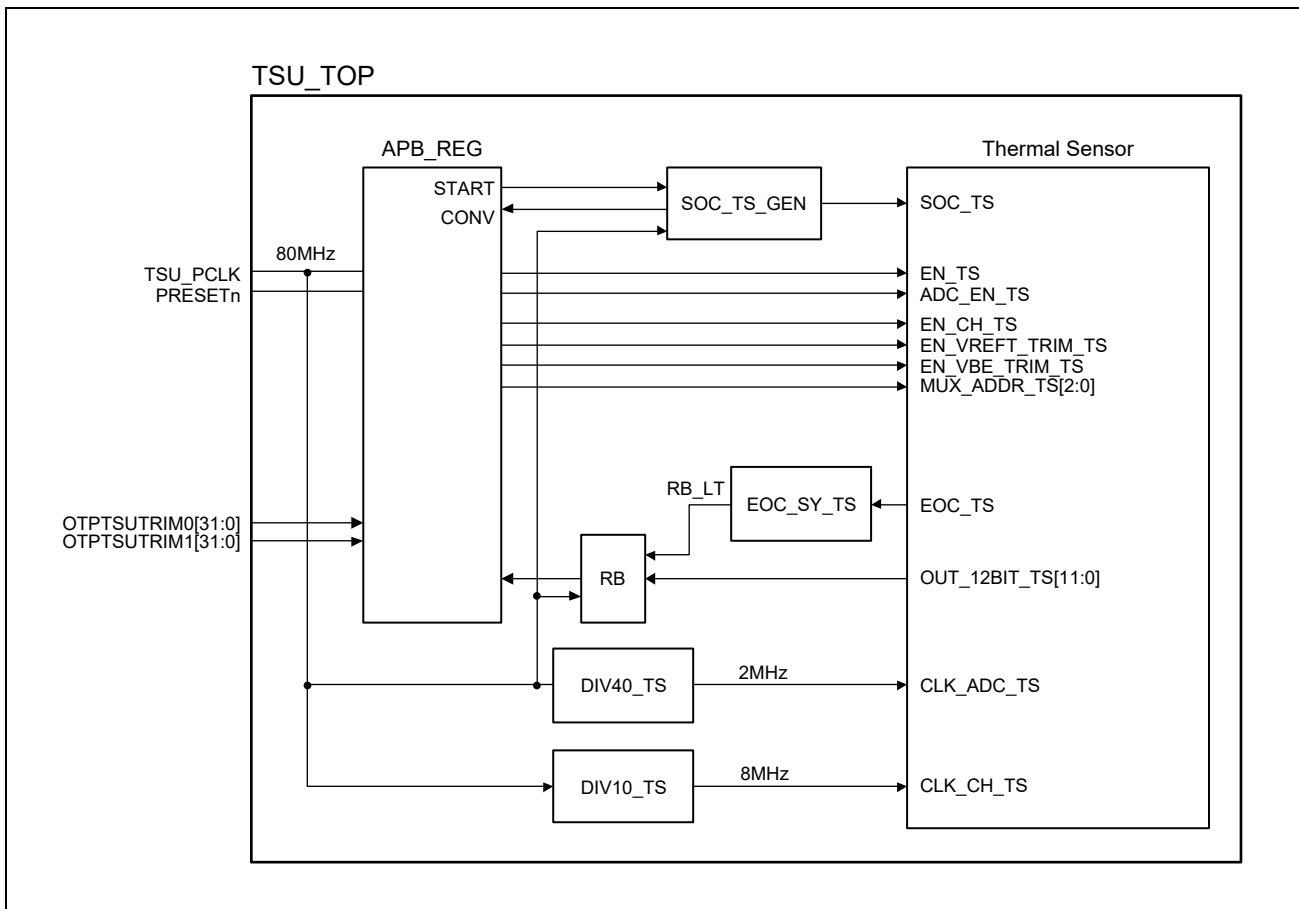 TSU_TOP
APB_REG
Thermal Sensor
START
CONV
SOC_TS_GEN
SOC_TS
80MHz
TSU_PCLK
PRESETn
EN_TS
ADC_EN_TS
EN_CH_TS
EN_VREFT_TRIM_TS
EN_VBE_TRIM_TS
MUX_ADDR_TS[2:0]
RB_LT
EOC_SY_TS
EOC_TS
OTPTSUTRIM0[31:0]
OTPTSUTRIM1[31:0]
RB
OUT_12BIT_TS[11:0]
DIV40_TS
2MHz
CLK_ADC_TS
DIV10_TS
8MHz
CLK_CH_TS